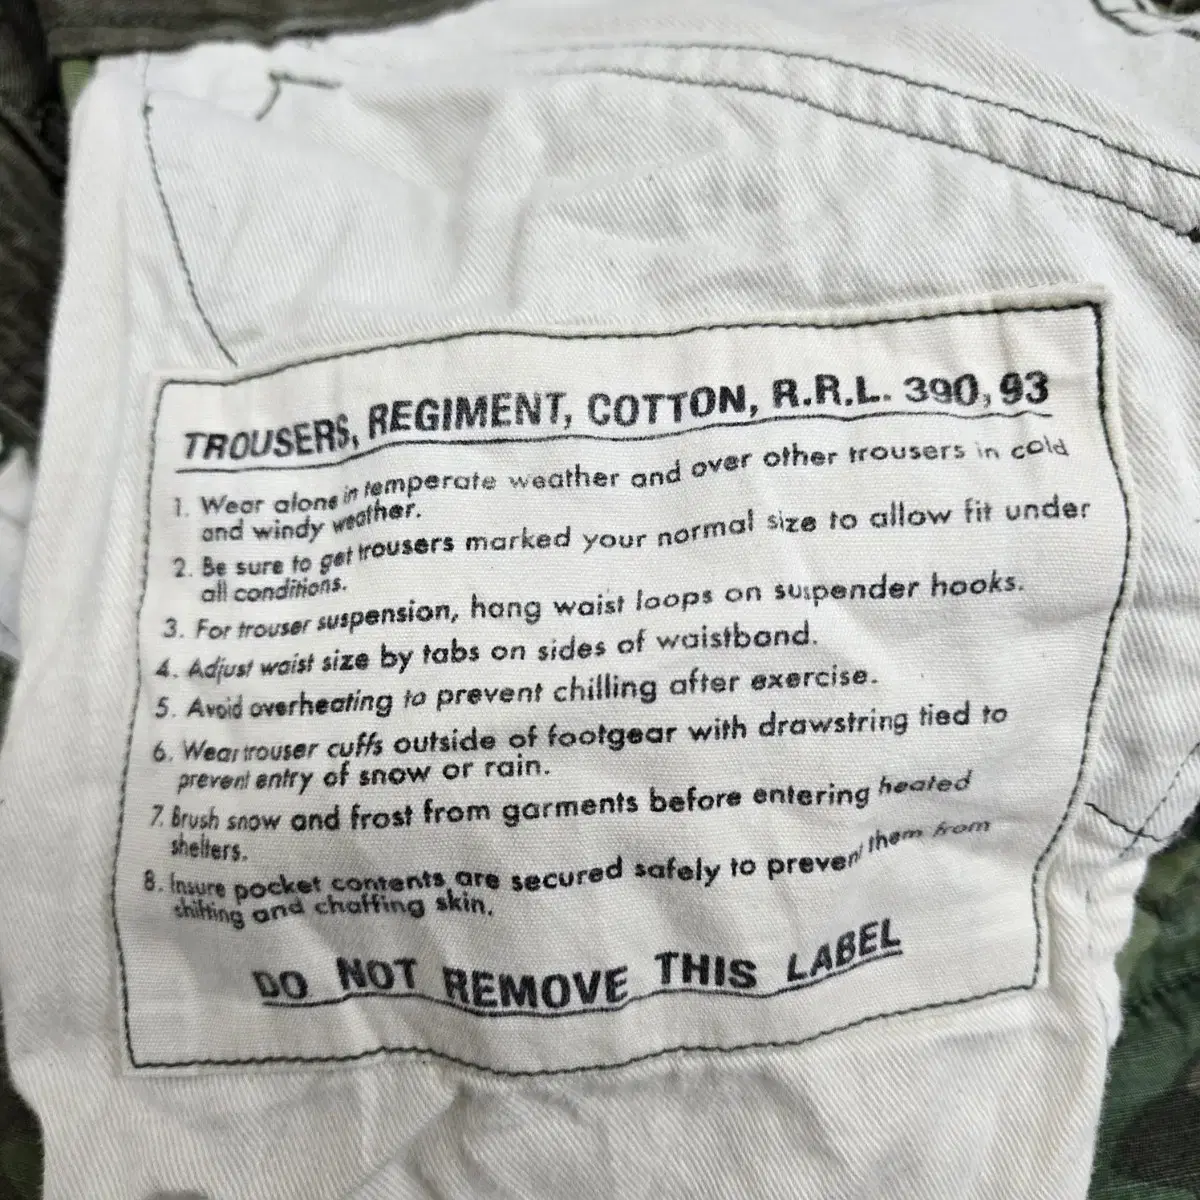 TROUSERS, REGIMENT, COTTON, R.R.L. 390, 93
1. Wear alone in temperate weather and over other trousers in cold
and windy weather.
2. Be sure to get trousers marked your normal size to allow fit under
all conditions.
3. For trouser suspension, hang waist loops on suspender hooks.
4. Adjust waist size by tabs on sides of waistband.
5. Avoid overheating to prevent chilling after exercise.
6. Wear trouser cuffs outside of footgear with drawstring tied to
prevent entry of snow or rain.
7. Brush snow and frost from garments before entering heated
shelters.
8. Insure pocket contents are secured safely to prevent them from
shifting and chaffing skin.
DO NOT REMOVE THIS LABEL